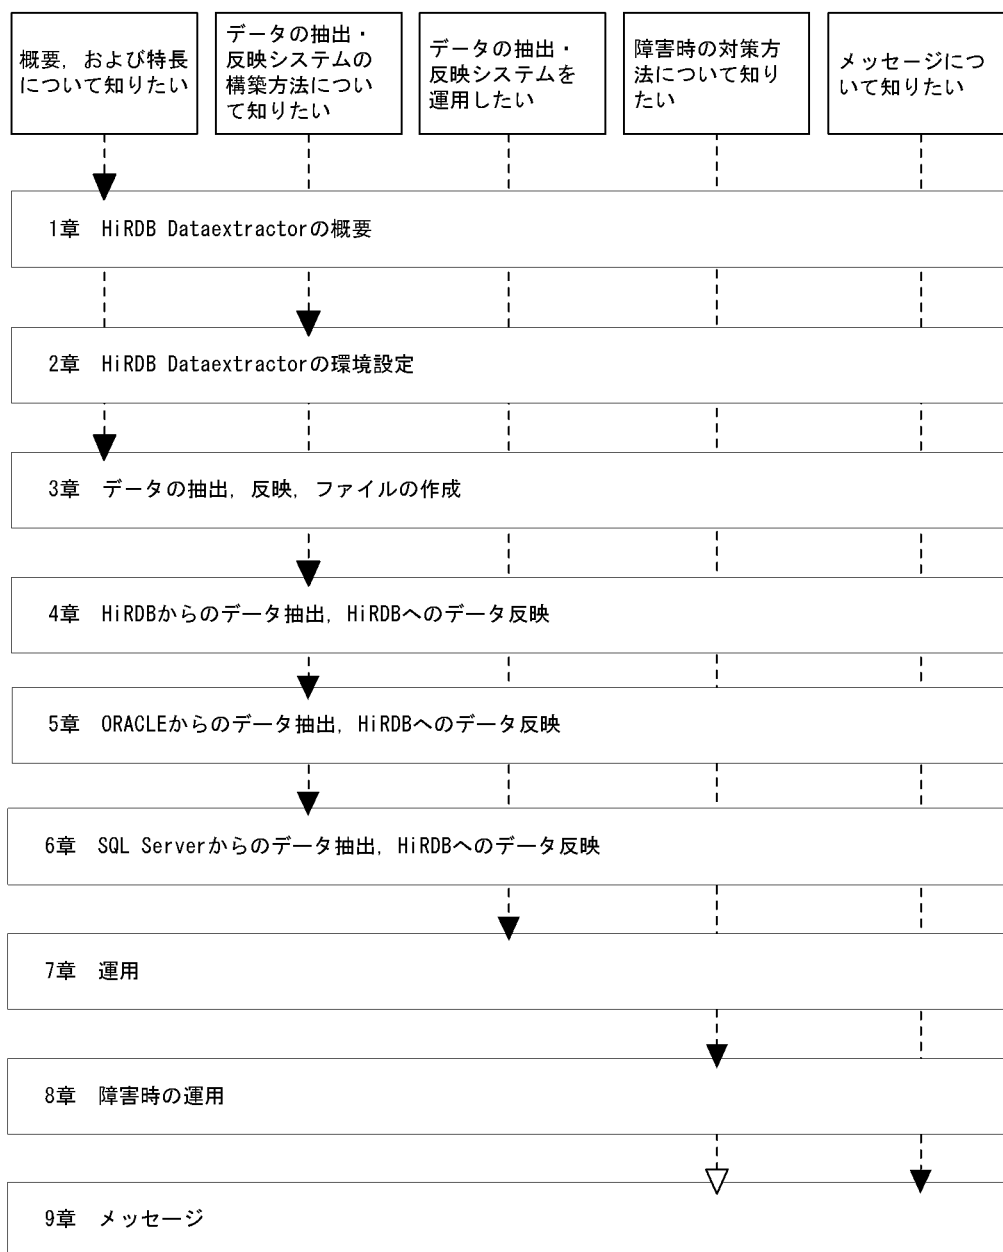 概要，および特長
について知りたい
データの抽出・
反映システムの
構築方法につい
て知りたい
データの抽出・
反映システムを
運用したい
障害時の対策方
法について知り
たい
メッセージにつ
いて知りたい
1章　HiRDB Dataextractorの概要
2章　HiRDB Dataextractorの環境設定
3章　データの抽出，反映，ファイルの作成
4章　HiRDBからのデータ抽出，HiRDBへのデータ反映
5章　ORACLEからのデータ抽出，HiRDBへのデータ反映
6章　SQL Serverからのデータ抽出，HiRDBへのデータ反映
7章　運用
8章　障害時の運用
9章　メッセージ